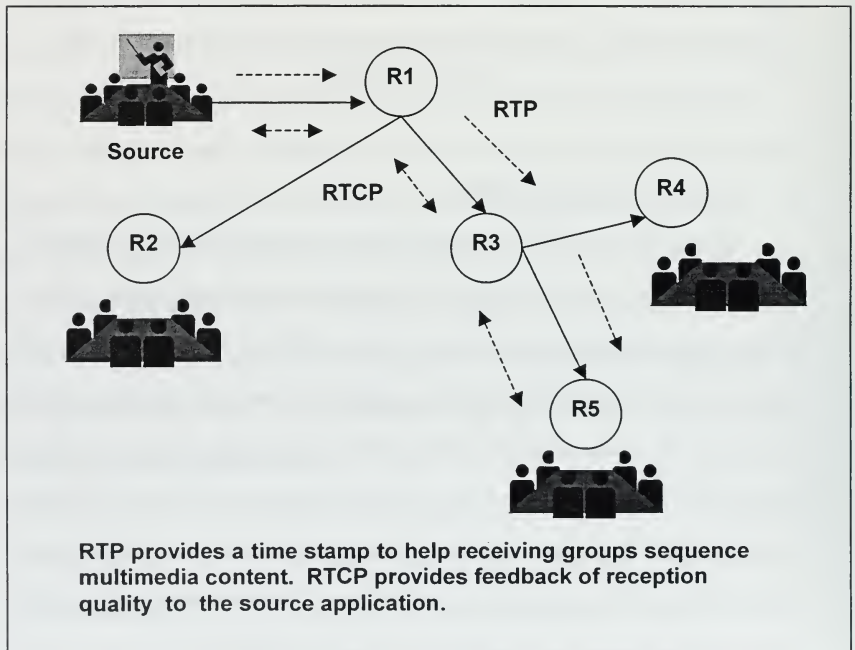 R1
RTP
Source
R4
RTCP
R2
R3
R5
RTP provides a time stamp to help receiving groups sequence
multimedia content. RTCP provides feedback of reception
quality to the source application.